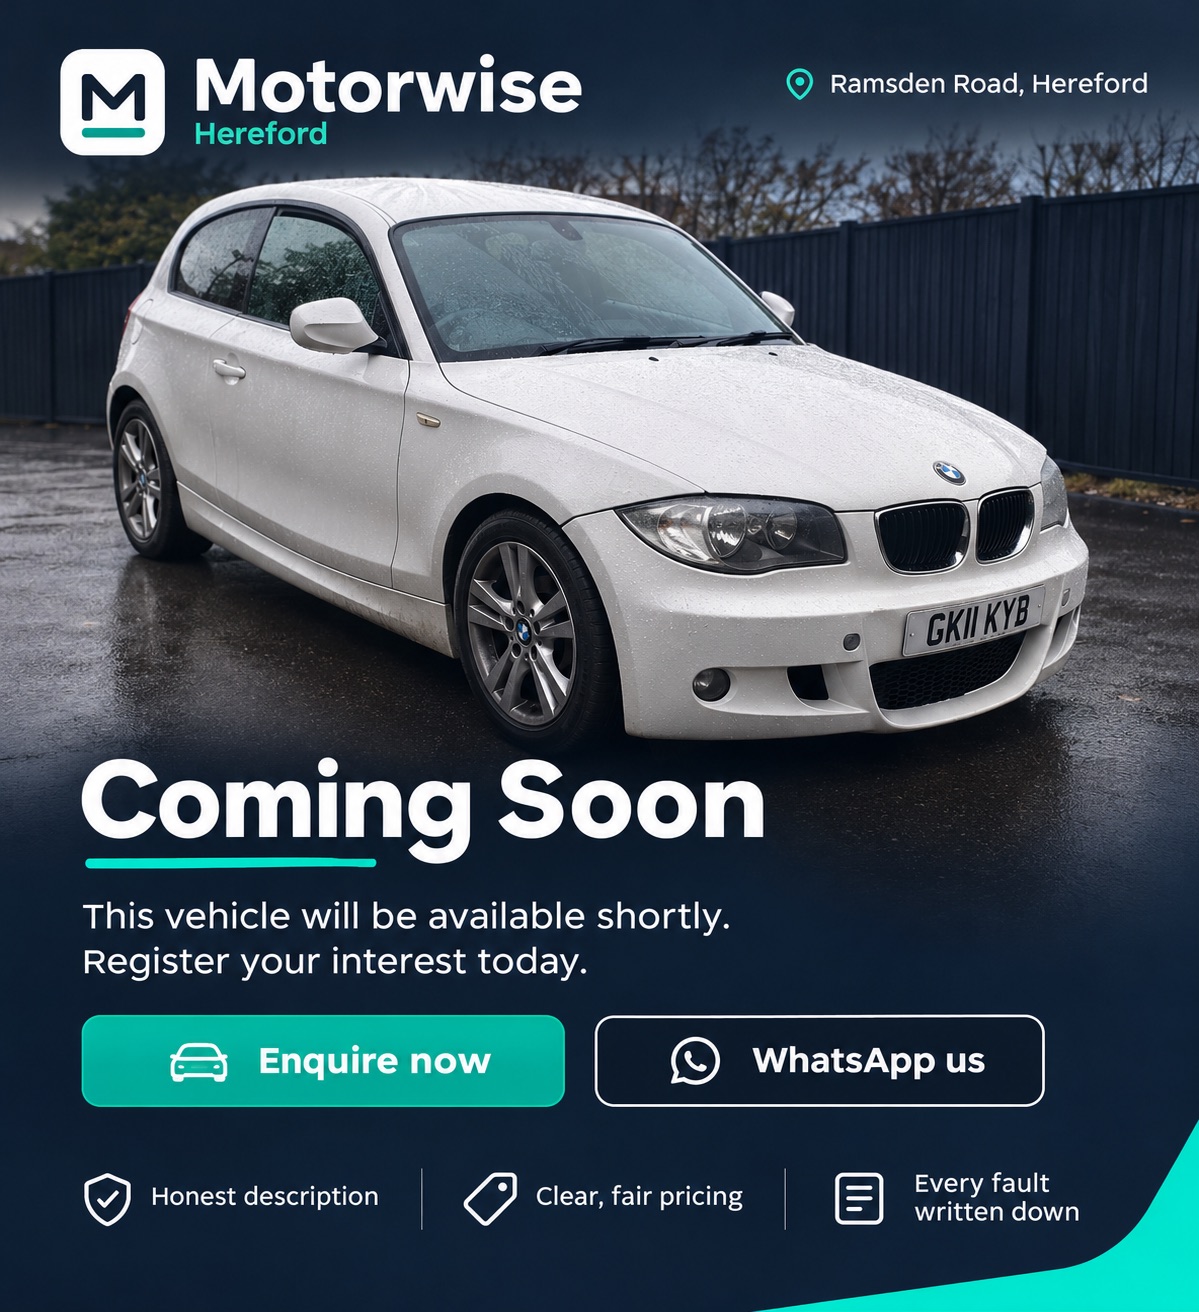 Motorwise
Hereford
Ramsden Road, Hereford
GK11 KYB
Coming Soon
This vehicle will be available shortly.
Register your interest today.
Enquire now
WhatsApp us
Honest description
Clear, fair pricing
Every fault
written down